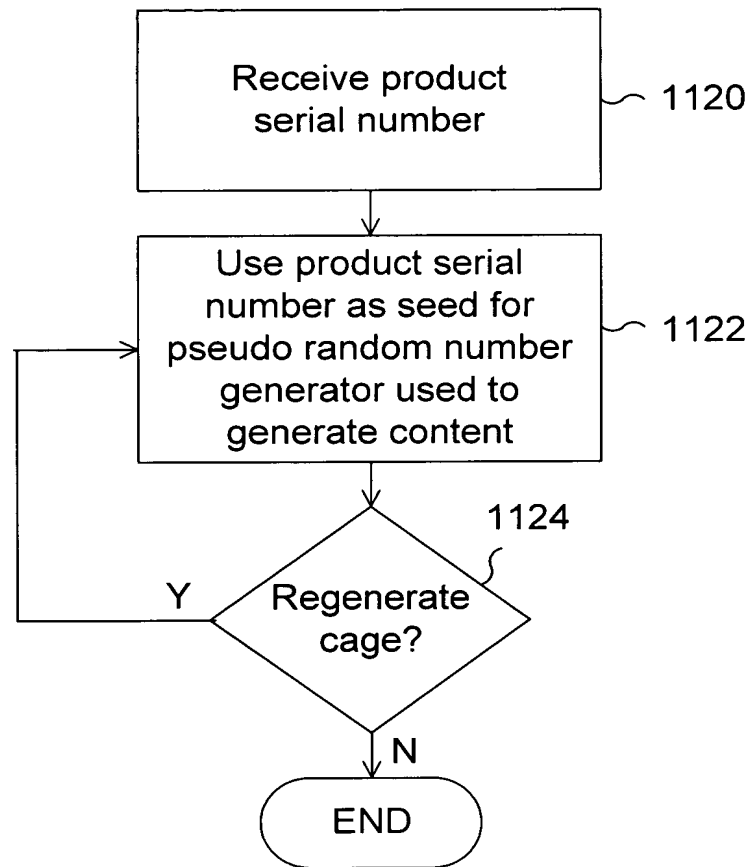 Receive product
serial number
1120
Use product serial
number as seed for
pseudo random number
generator used to
generate content
1122
1124
Regenerate
cage?
Y
N
END